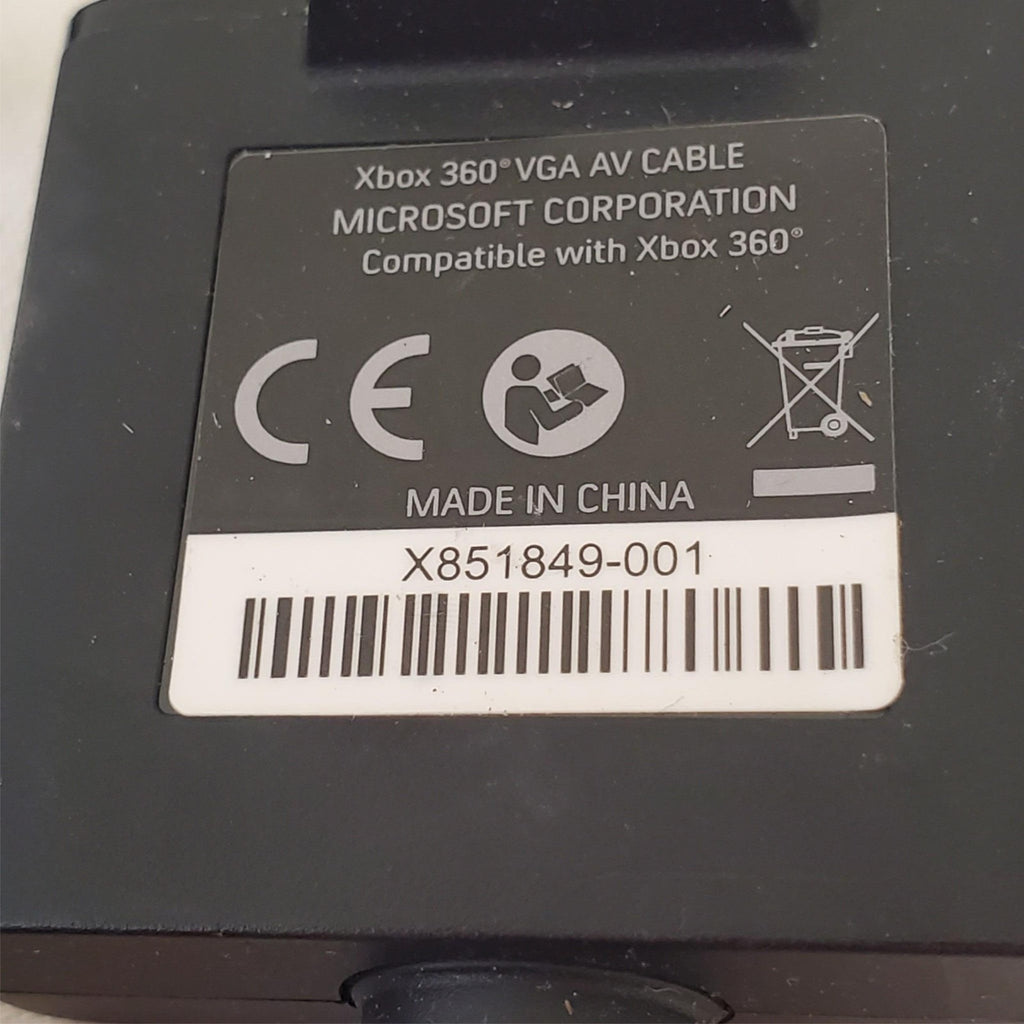 Xbox 360® VGA AV CABLE
MICROSOFT CORPORATION
Compatible with Xbox 360®
CE
MADE IN CHINA
X851849-001